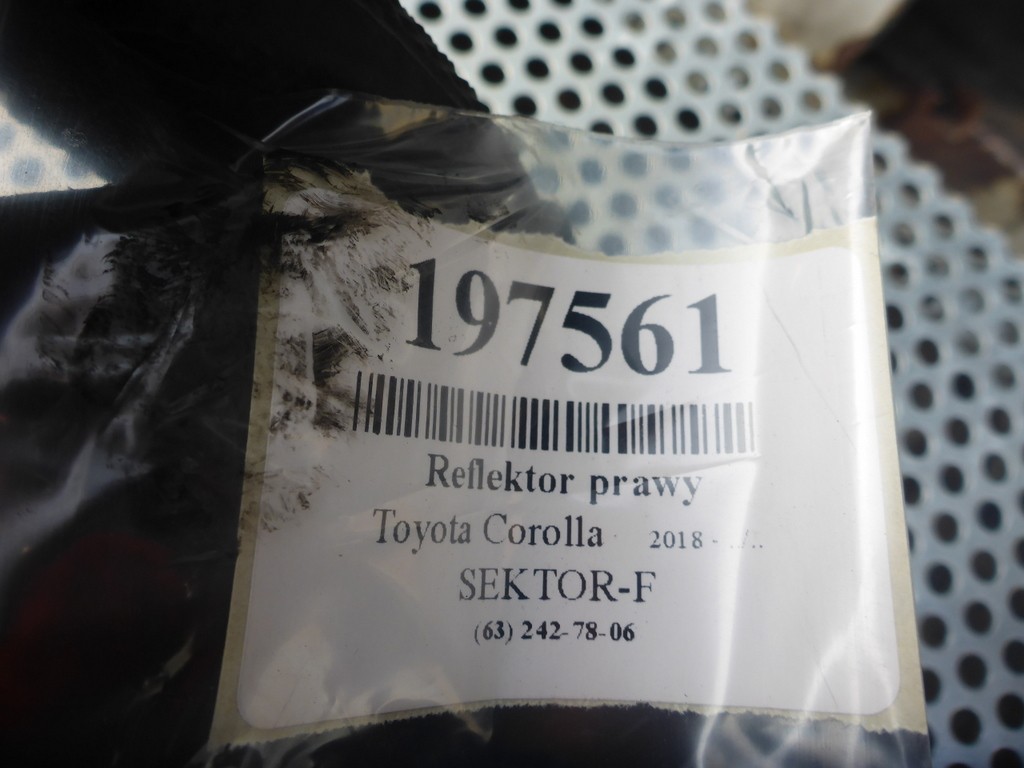 197561
Reflektor prawy
Toyota Corolla 2018 - ./..
SEKTOR-F
(63) 242-78-06